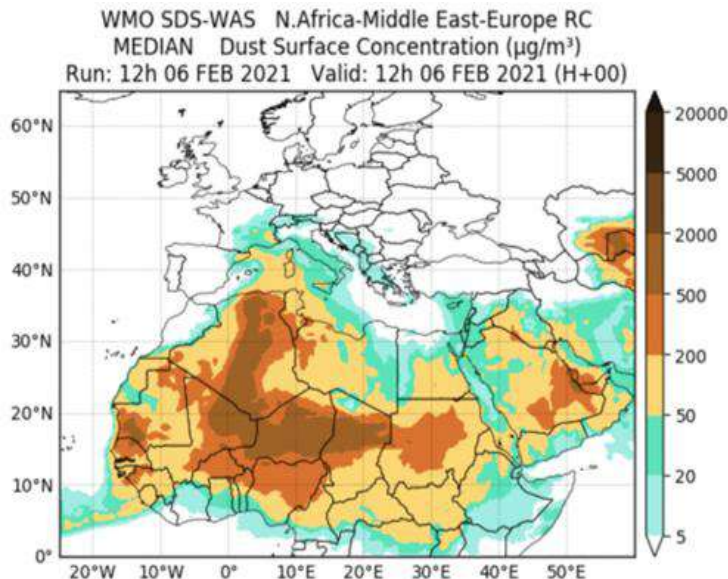 WMO SDS-WAS N.Africa-Middle East-Europe RC
MEDIAN Dust Surface Concentration (μg/m³)
Run: 12h 06 FEB 2021 Valid: 12h 06 FEB 2021 (H+00)
60°N
50°N
40°N
30°N
20°N
10°N
0°
20°W
10°W
0°
10°E
20°E
30°E
40°E
50°E
20000
5000
2000
500
200
50
20
5